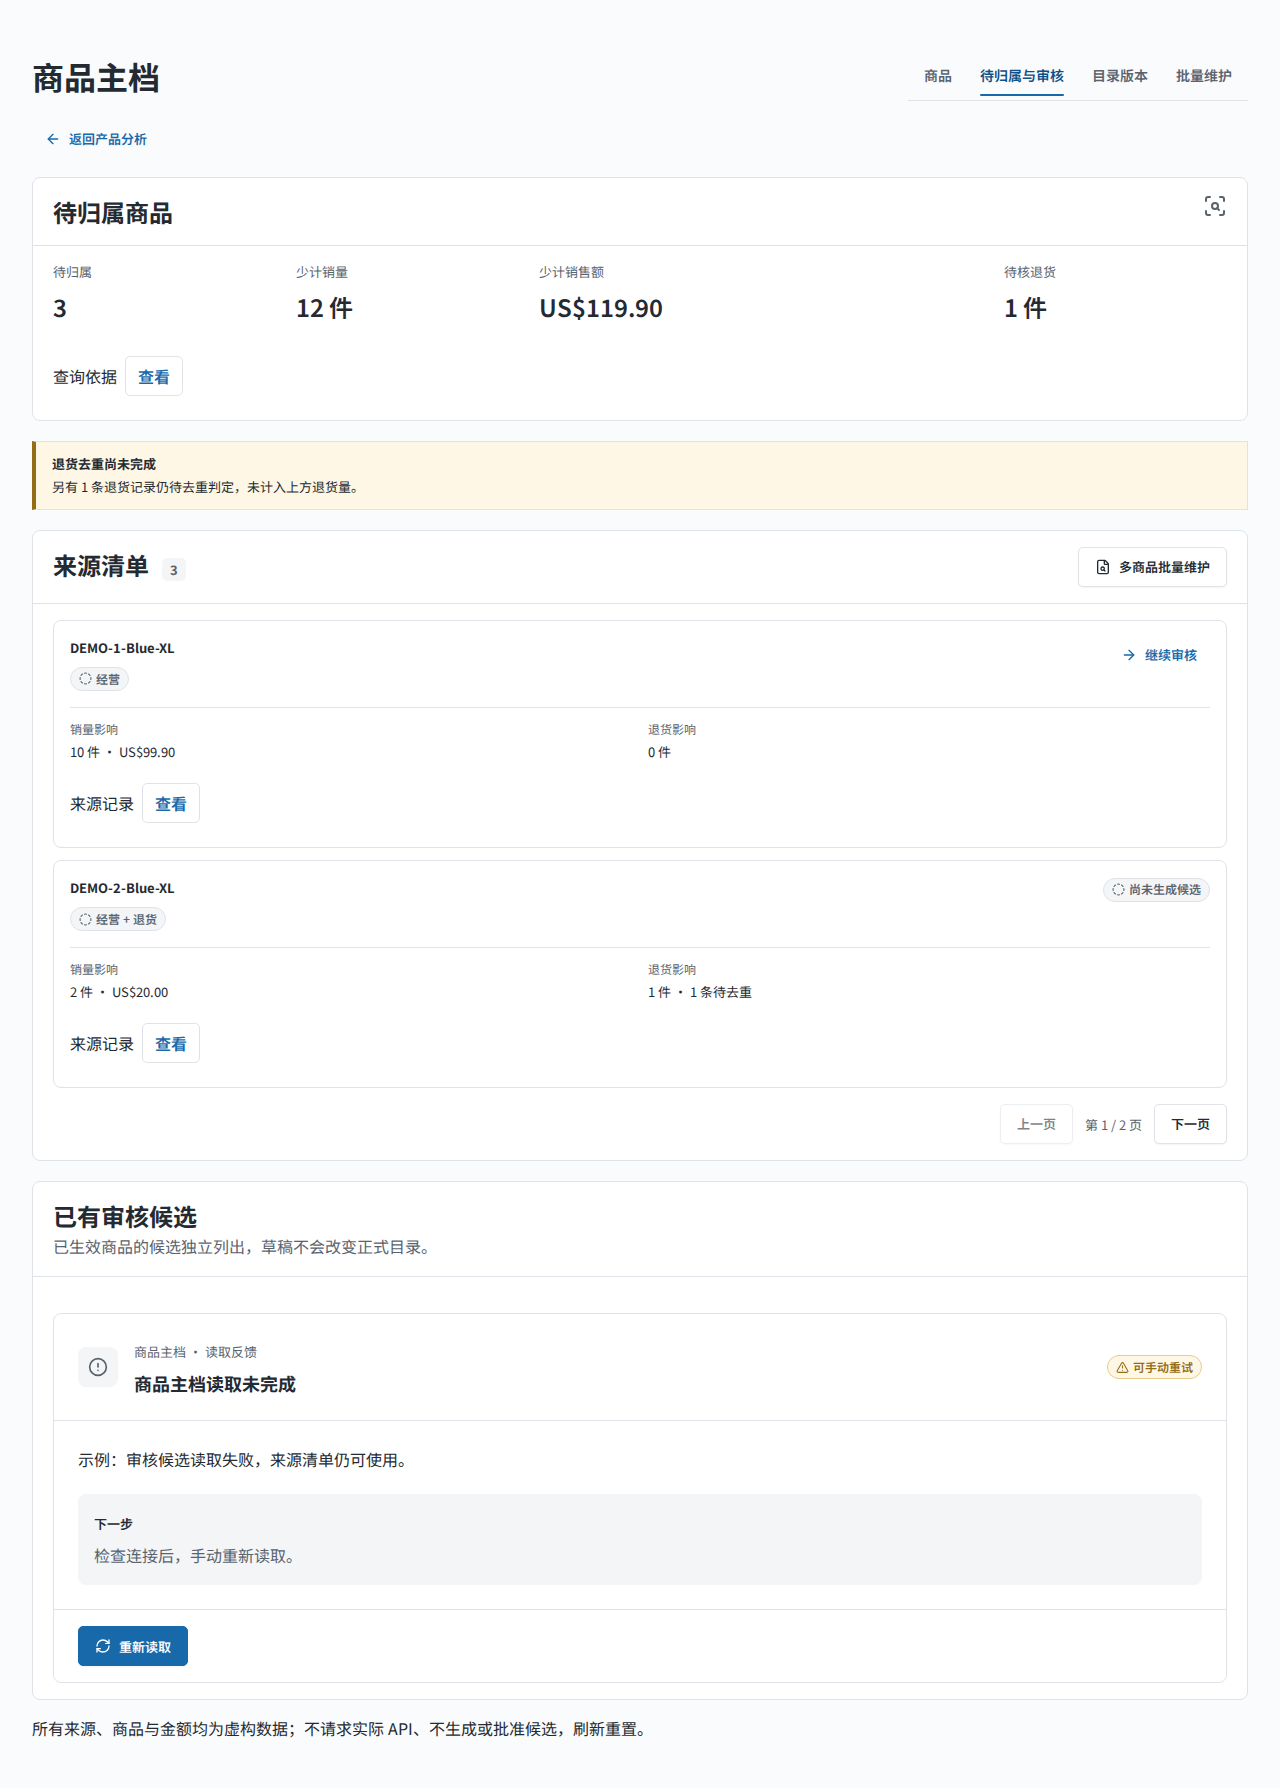 商品主档
商品 待归属与审核 目录版本 批量维护
返回产品分析
待归属商品
待归属 少计销量 少计销售额 待核退货
3 12 件 US$119.90 1 件
查询依据 查看
退货去重尚未完成
另有 1 条退货记录仍待去重判定，未计入上方退货量。
来源清单 3 多商品批量维护
DEMO-1-Blue-XL 继续审核
经营
销量影响 退货影响
10 件 · US$99.90 0 件
来源记录 查看
DEMO-2-Blue-XL 尚未生成候选
经营 + 退货
销量影响 退货影响
2 件 · US$20.00 1 件 · 1 条待去重
来源记录 查看
上一页 第 1 / 2 页 下一页
已有审核候选
已生效商品的候选独立列出，草稿不会改变正式目录。
商品主档 · 读取反馈
商品主档读取未完成 可手动重试
示例：审核候选读取失败，来源清单仍可使用。
下一步
检查连接后，手动重新读取。
重新读取
所有来源、商品与金额均为虚构数据；不请求实际 API、不生成或批准候选，刷新重置。